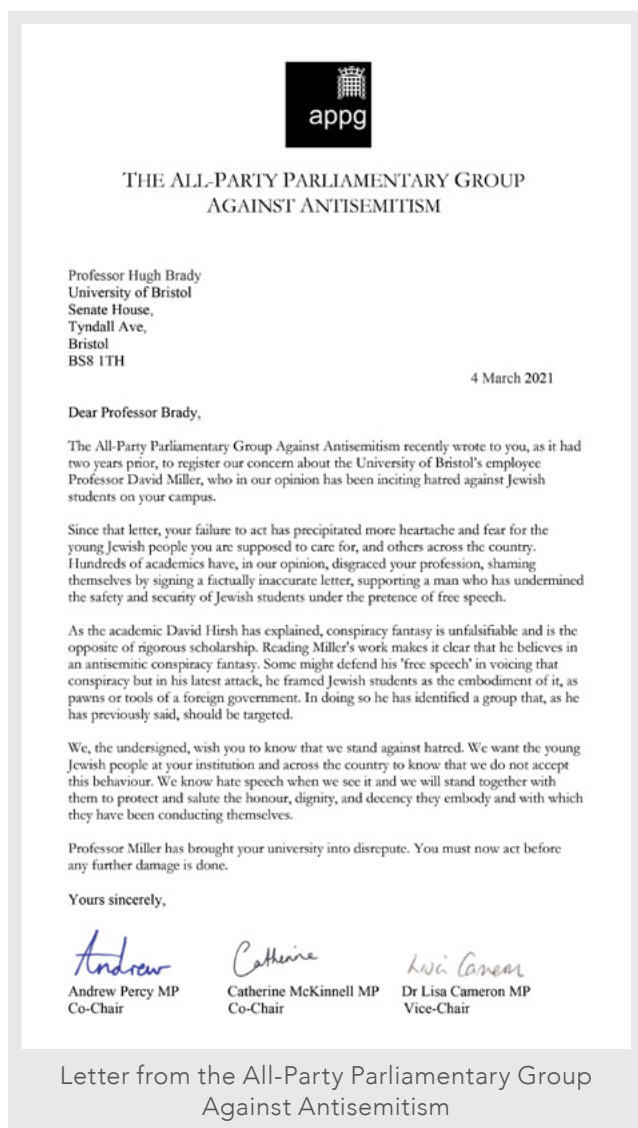 appg
THE ALL-PARTY PARLIAMENTARY GROUP
AGAINST ANTISEMITISM
Professor Hugh Brady
University of Bristol
Senate House,
Tyndall Ave,
Bristol
BS8 1TH
4 March 2021
Dear Professor Brady,
The All-Party Parliamentary Group Against Antisemitism recently wrote to you, as it had
two years prior, to register our concern about the University of Bristol's employee
Professor David Miller, who in our opinion has been inciting hatred against Jewish
students on your campus.
Since that letter, your failure to act has precipitated more heartache and fear for the
young Jewish people you are supposed to care for, and others across the country.
Hundreds of academics have, in our opinion, disgraced your profession, shaming
themselves by signing a factually inaccurate letter, supporting a man who has undermined
the safety and security of Jewish students under the pretence of free speech.
As the academic David Hirsh has explained, conspiracy fantasy is unfalsifiable and is the
opposite of rigorous scholarship. Reading Miller's work makes it clear that he believes in
an antisemitic conspiracy fantasy. Some might defend his 'free speech' in voicing that
conspiracy but in his latest attack, he framed Jewish students as the embodiment of it, as
pawns or tools of a foreign government. In doing so he has identified a group that, as he
has previously said, should be targeted.
We, the undersigned, wish you to know that we stand against hatred. We want the young
Jewish people at your institution and across the country to know that we do not accept
this behaviour. We know hate speech when we see it and we will stand together with
them to protect and salute the honour, dignity, and decency they embody and with which
they have been conducting themselves.
Professor Miller has brought your university into disrepute. You must now act before
any further damage is done.
Yours sincerely,
Andrew Catherine Lisa Cameron
Andrew Percy MP Catherine McKinnell MP Dr Lisa Cameron MP
Co-Chair Co-Chair Vice-Chair
Letter from the All-Party Parliamentary Group
Against Antisemitism